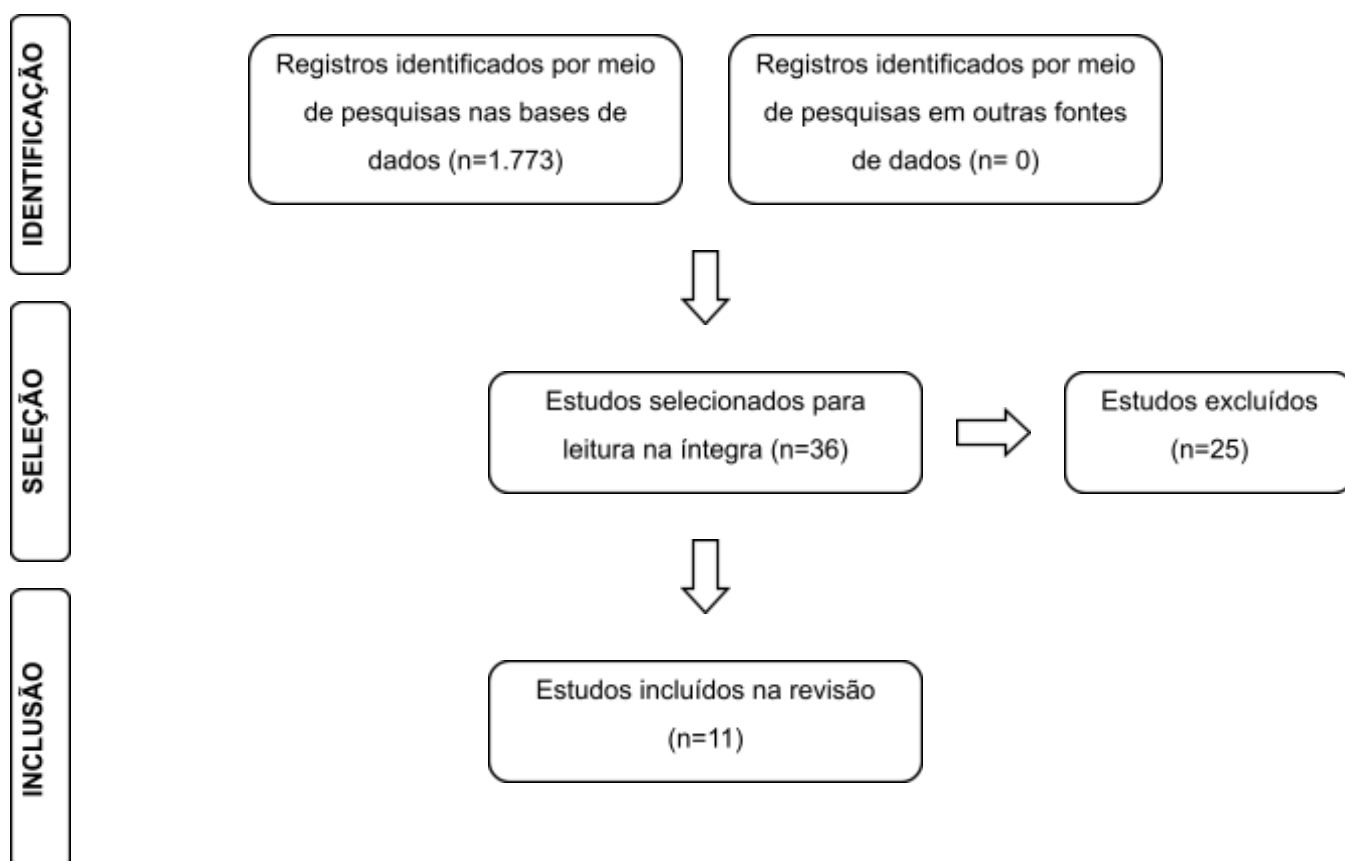 IDENTIFICAÇÃO
Registros identificados por meio
de pesquisas nas bases de
dados (n=1.773)
Registros identificados por meio
de pesquisas em outras fontes
de dados (n= 0)
SELEÇÃO
Estudos selecionados para
leitura na íntegra (n=36)
Estudos excluídos
(n=25)
INCLUSÃO
Estudos incluídos na revisão
(n=11)